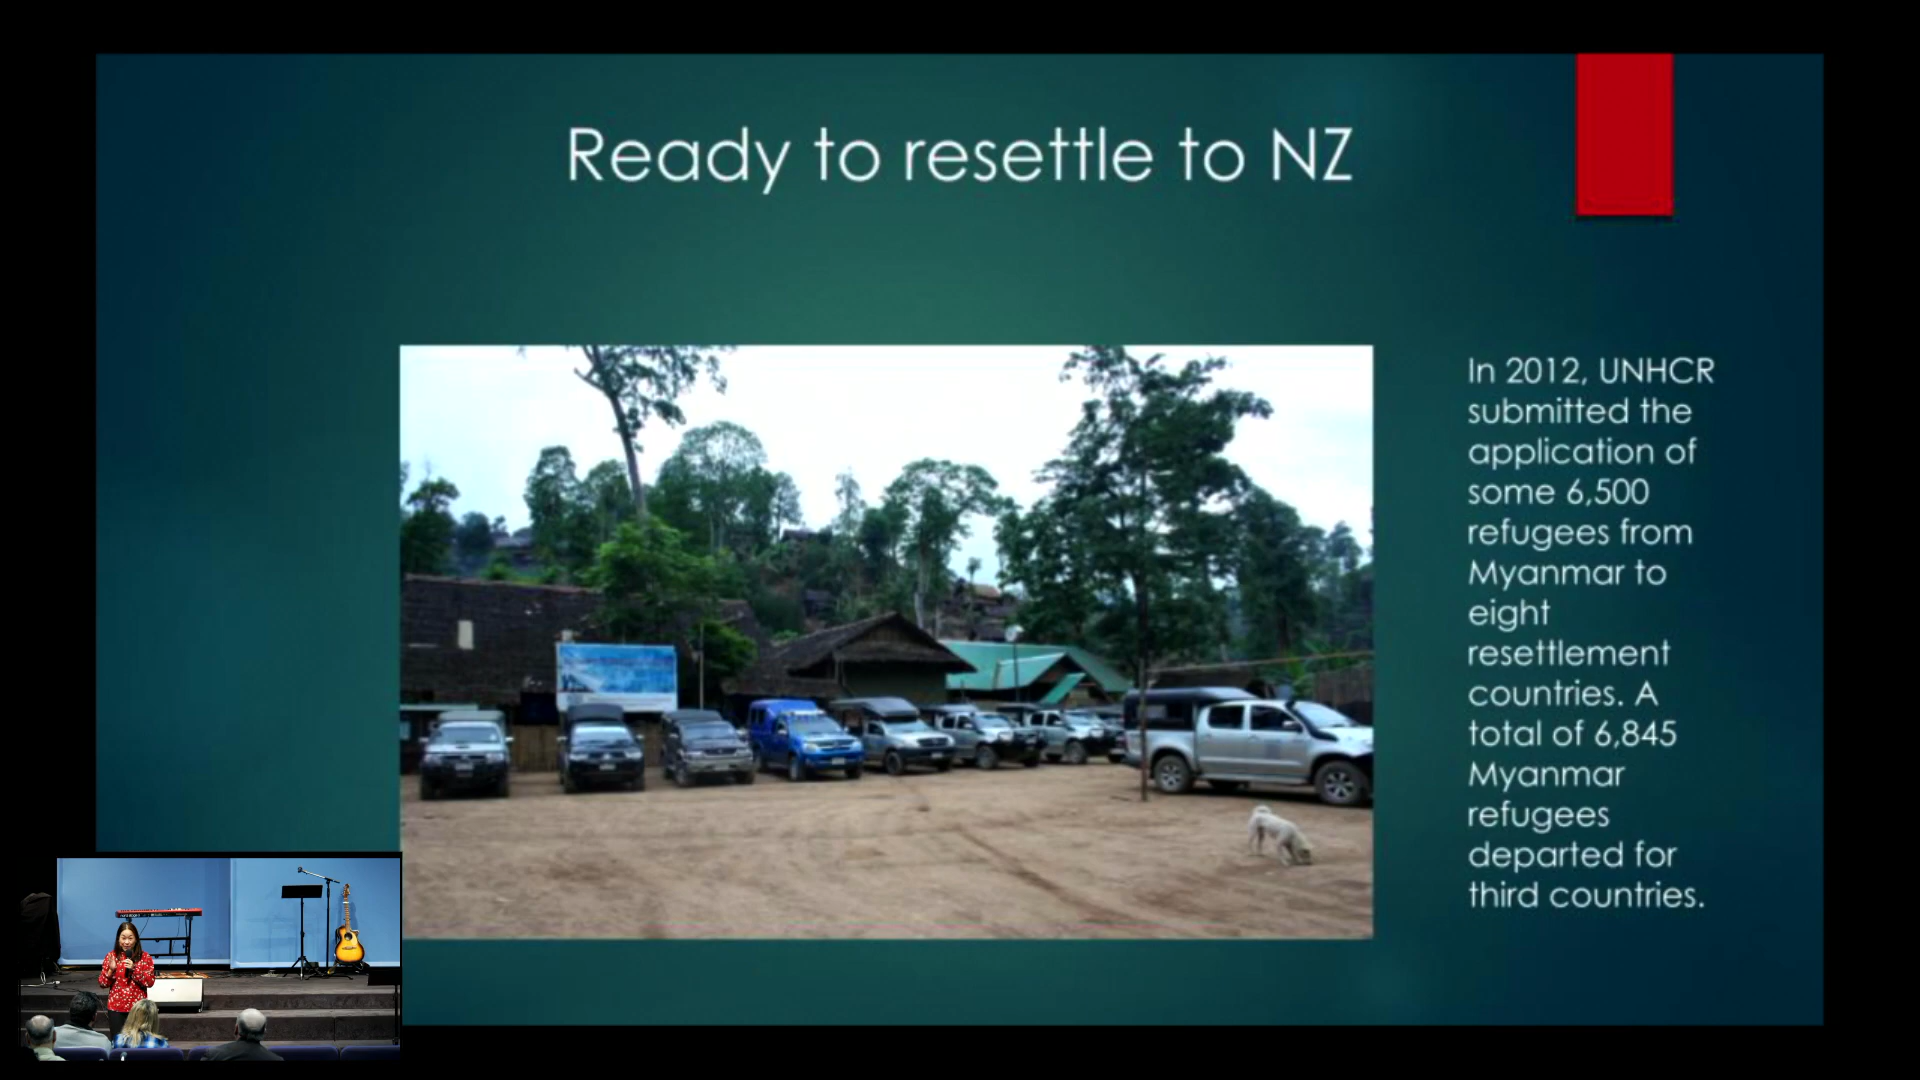 Ready to resettle to NZ
In 2012, UNHCR
submitted the
application of
some 6,500
refugees from
Myanmar to
eight
resettlement
countries. A
total of 6,845
Myanmar
refugees
departed for
third countries.